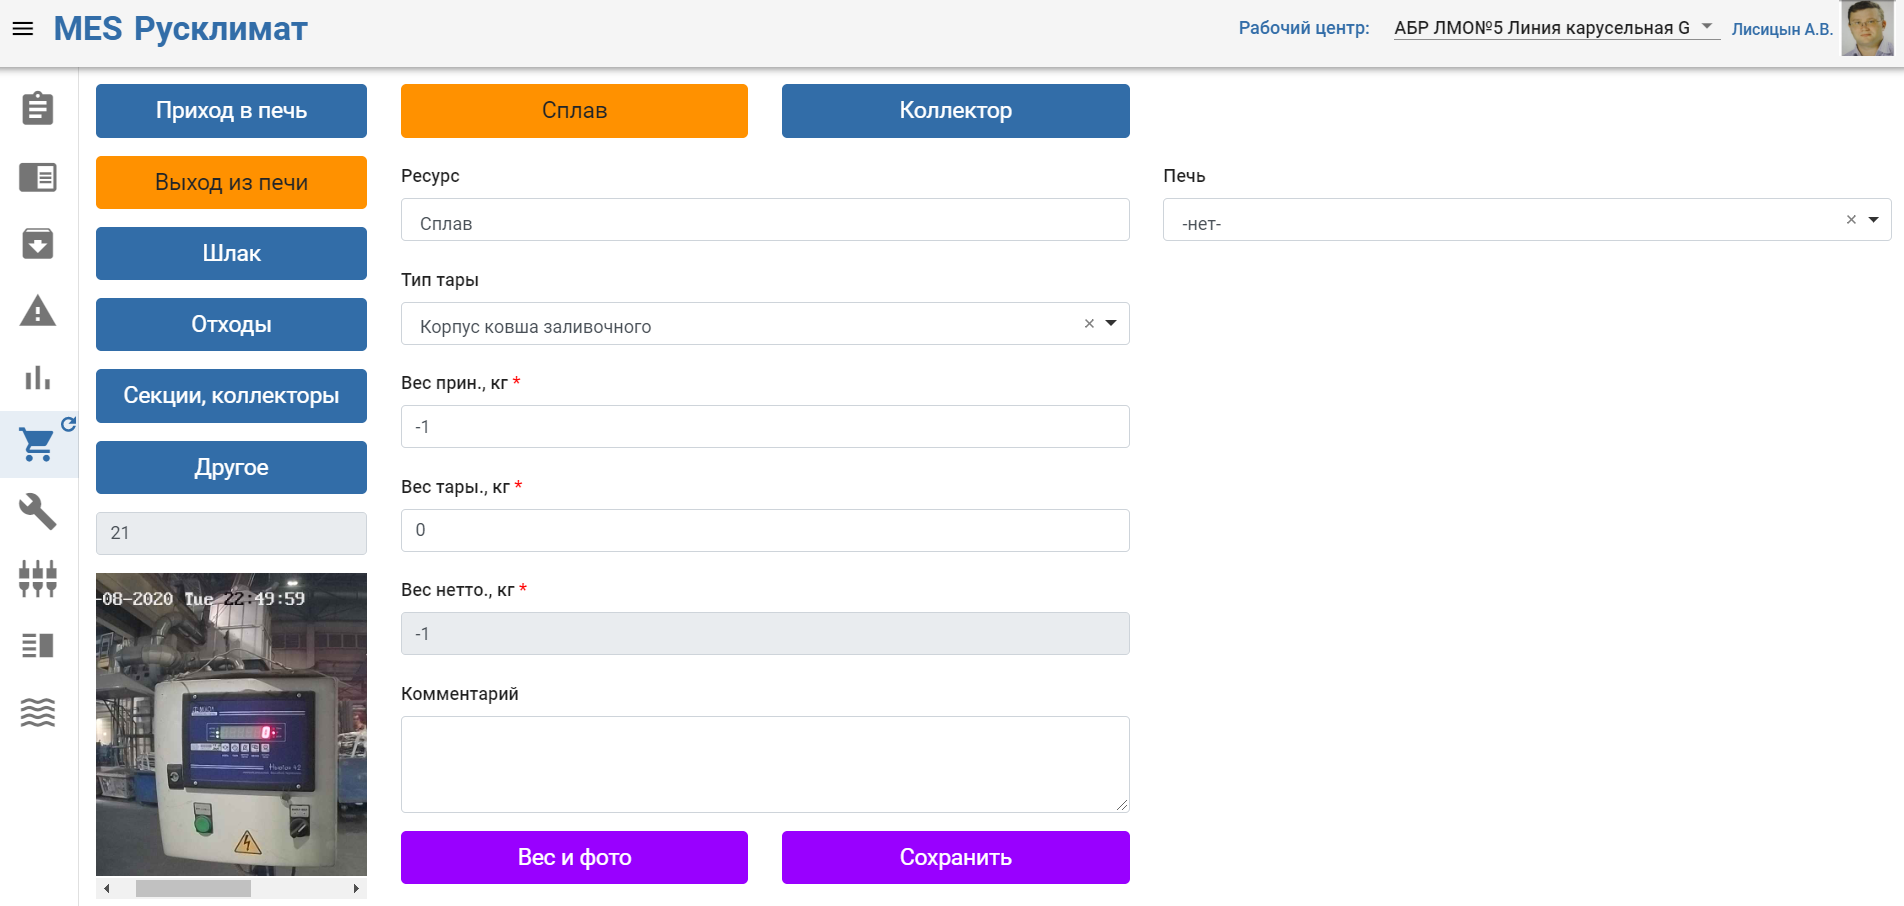 MES Русклимат
Рабочий центр:
АБР ЛМО№5 Линия карусельная G
Лисицын А.В.
Приход в печь
Сплав
Коллектор
Выход из печи
Шлак
Отходы
Секции, коллекторы
Другое
21
-08-2020 Tue 22:49:59
0
Ресурс
Сплав
Тип тары
Корпус ковша заливочного
Вес прин., кг *
-1
Вес тары., кг *
0
Вес нетто., кг *
-1
Комментарий
Вес и фото
Сохранить
Печь
-нет-